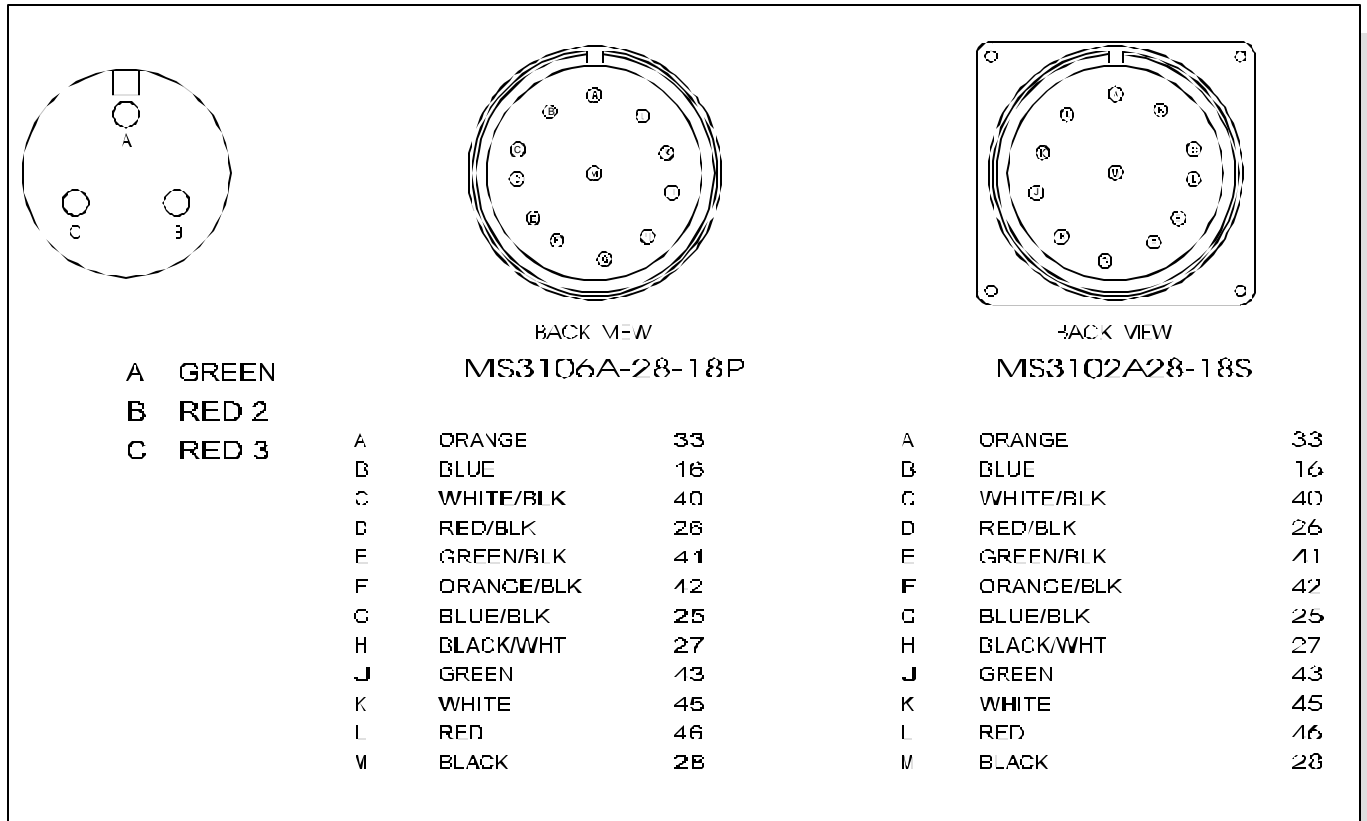 A
C B
A GREEN
B RED 2
C RED 3
BACK VIEW
MS3106A-28-18P
A ORANGE 33
B BLUE 16
C WHITE/BLK 40
D RED/BLK 26
E GREEN/BLK 41
F ORANGE/BLK 42
G BLUE/BLK 25
H BLACK/WHT 27
J GREEN 43
K WHITE 45
L RED 46
M BLACK 28
BACK VIEW
MS3102A28-18S
A ORANGE 33
B BLUE 16
C WHITE/BLK 40
D RED/BLK 26
E GREEN/BLK 41
F ORANGE/BLK 42
G BLUE/BLK 25
H BLACK/WHT 27
J GREEN 43
K WHITE 45
L RED 46
M BLACK 28